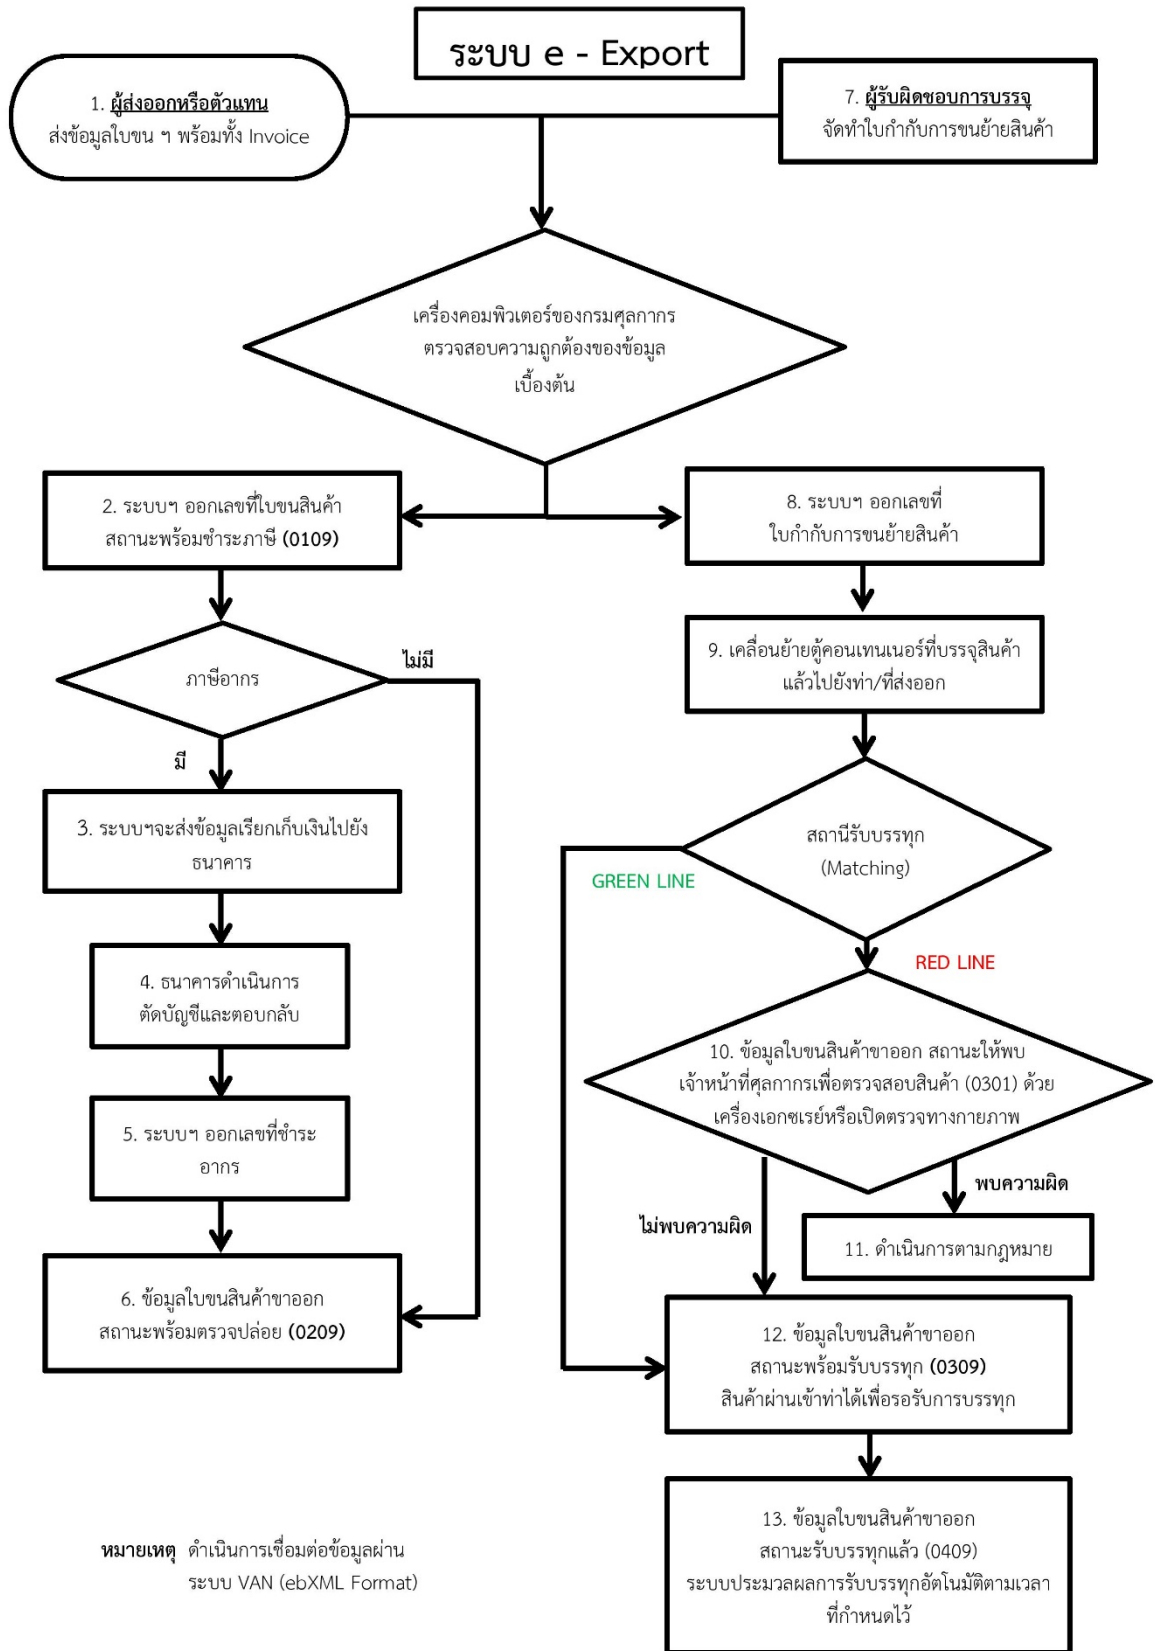 ระบบ e - Export
1. ผู้ส่งออกหรือตัวแทน
ส่งข้อมูลใบขน ฯ พร้อมทั้ง Invoice
7. ผู้รับผิดชอบการบรรจุ
จัดทำใบกำกับการขนย้ายสินค้า
เครื่องคอมพิวเตอร์ของกรมศุลกากร
ตรวจสอบความถูกต้องของข้อมูล
เบื้องต้น
2. ระบบฯ ออกเลขที่ใบขนสินค้า
สถานะพร้อมชำระภาษี (0109)
8. ระบบฯ ออกเลขที่
ใบกำกับการขนย้ายสินค้า
ภาษีอากร
ไม่มี
มี
9. เคลื่อนย้ายตู้คอนเทนเนอร์ที่บรรจุสินค้า
แล้วไปยังท่า/ที่ส่งออก
3. ระบบฯจะส่งข้อมูลเรียกเก็บเงินไปยัง
ธนาคาร
สถานีรับบรรทุก
(Matching)
GREEN LINE
RED LINE
4. ธนาคารดำเนินการ
ตัดบัญชีและตอบกลับ
10. ข้อมูลใบขนสินค้าขาออก สถานะให้พบ
เจ้าหน้าที่ศุลกากรเพื่อตรวจสอบสินค้า (0301) ด้วย
เครื่องเอกซเรย์หรือเปิดตรวจทางกายภาพ
5. ระบบฯ ออกเลขที่ชำระ
อากร
พบความผิด
ไม่พบความผิด
11. ดำเนินการตามกฎหมาย
6. ข้อมูลใบขนสินค้าขาออก
สถานะพร้อมตรวจปล่อย (0209)
12. ข้อมูลใบขนสินค้าขาออก
สถานะพร้อมรับบรรทุก (0309)
สินค้าผ่านเข้าท่าได้เพื่อรอรับการบรรทุก
13. ข้อมูลใบขนสินค้าขาออก
สถานะรับบรรทุกแล้ว (0409)
ระบบประมวลผลการรับบรรทุกอัตโนมัติตามเวลา
ที่กำหนดไว้
หมายเหตุ ดำเนินการเชื่อมต่อข้อมูลผ่าน
ระบบ VAN (ebXML Format)